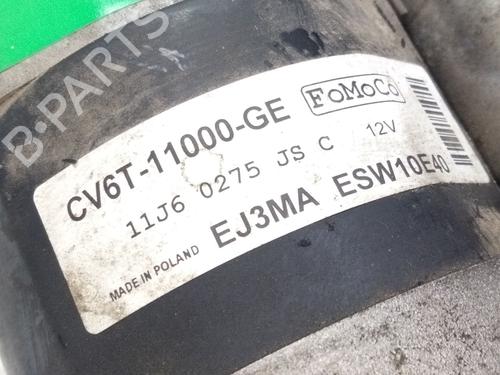 B-PARTS
CV6T-11000-GE FoMoCo
11J6 0275 JS C 12V
EJ3MA ESW10E40
MADE IN POLAND